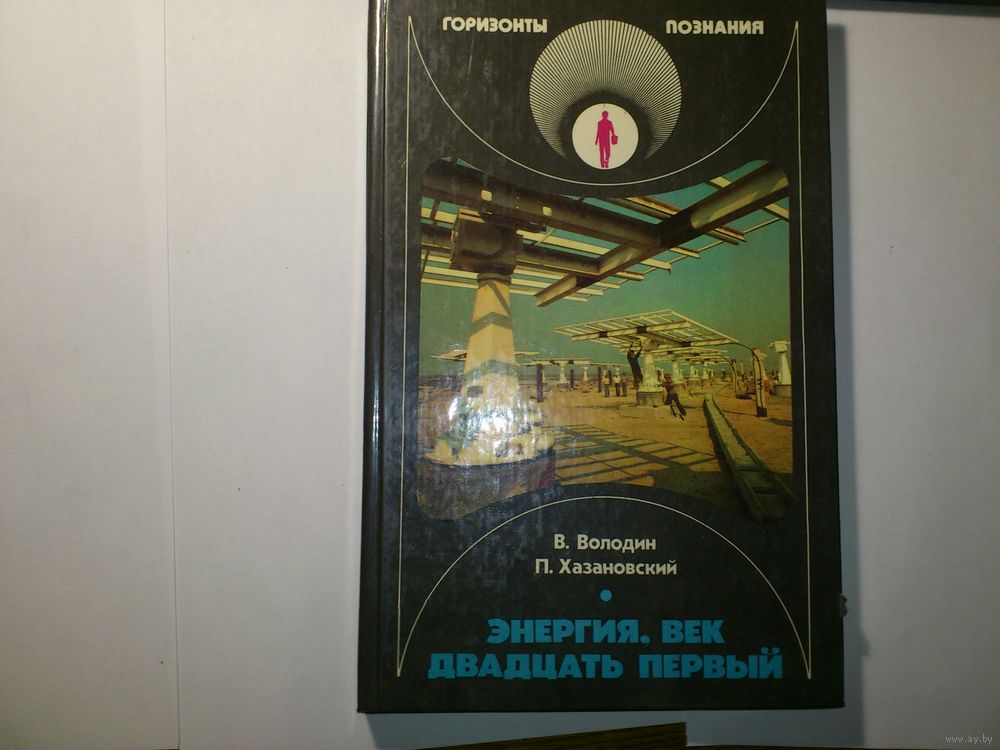 ГОРИЗОНТЫ ПОЗНАНИЯ
В. Володин
П. Хазановский
ЭНЕРГИЯ. ВЕК
ДВАДЦАТЬ ПЕРВЫЙ
www.ay.by